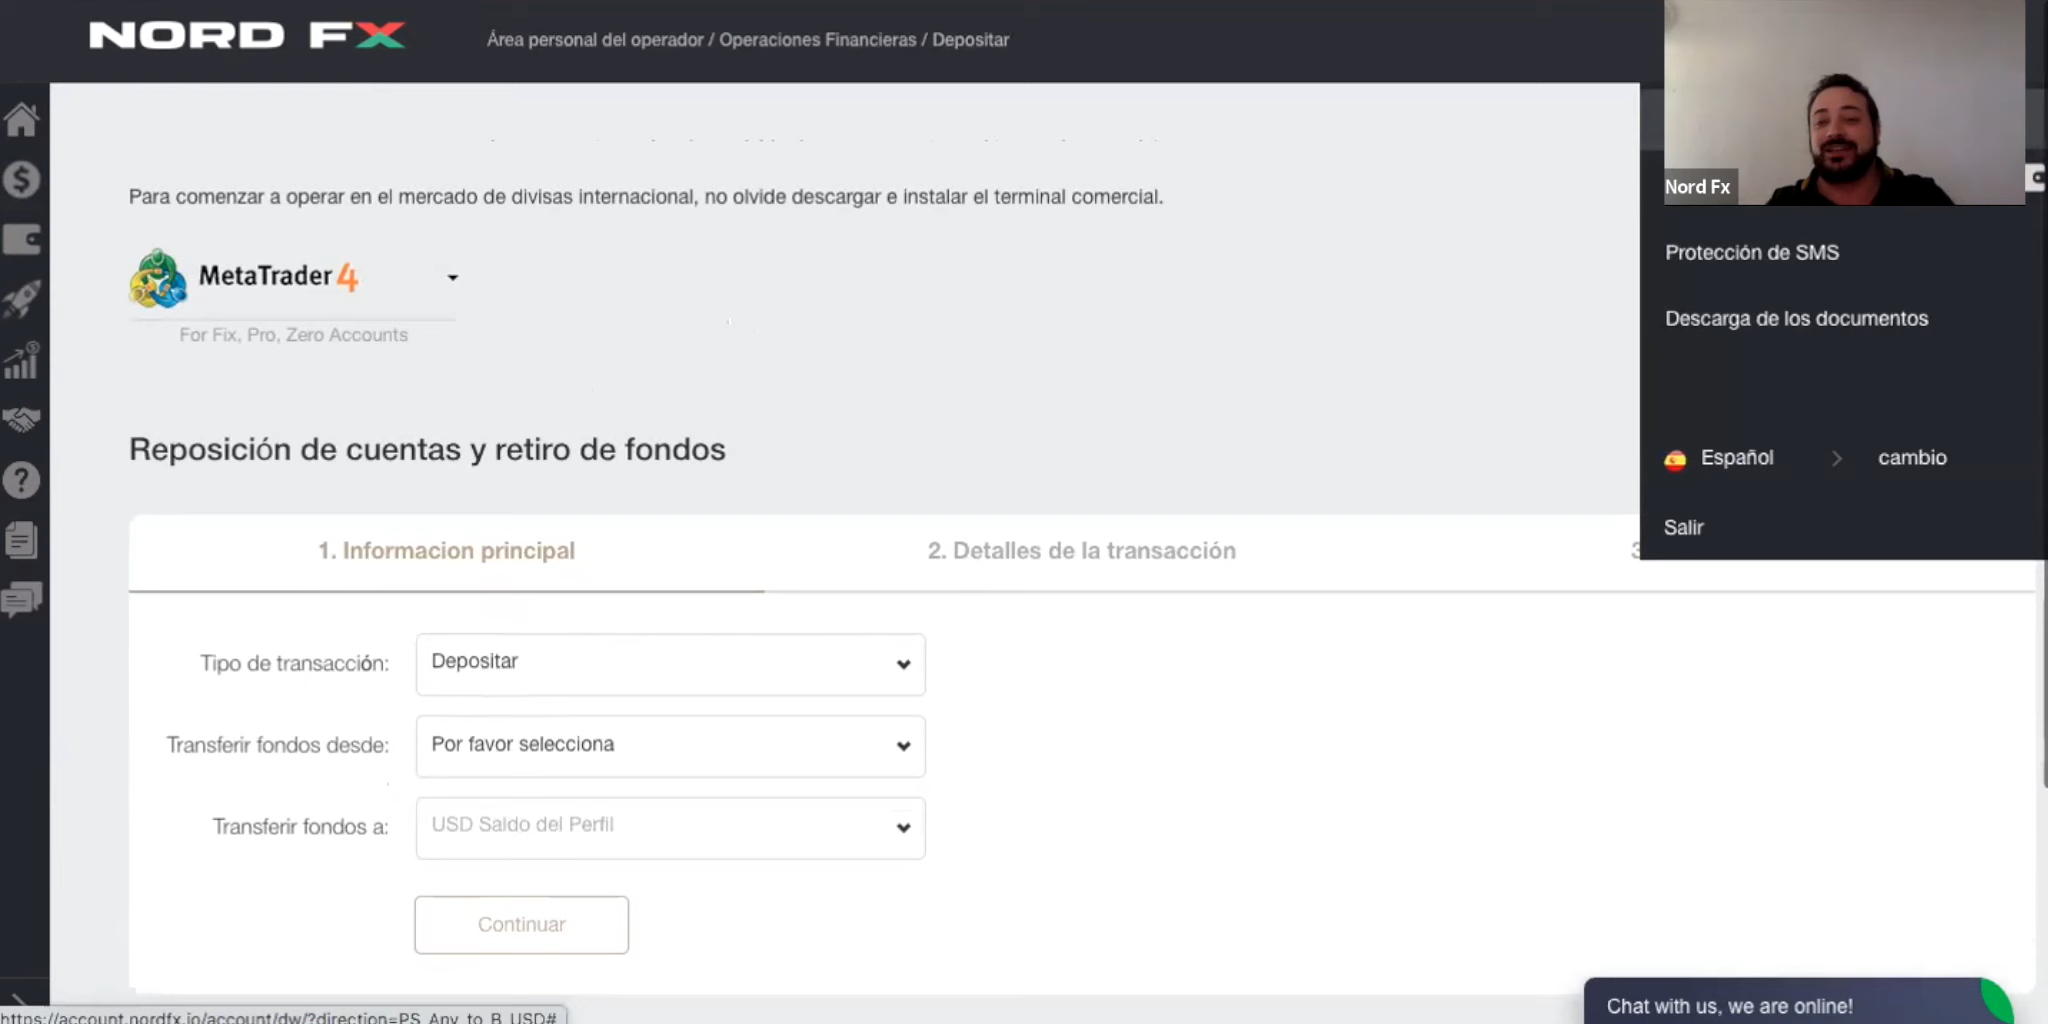 NORD FX
Área personal del operador / Operaciones Financieras / Depositar
Nord Fx
Para comenzar a operar en el mercado de divisas internacional, no olvide descargar e instalar el terminal comercial.
MetaTrader 4
For Fix, Pro, Zero Accounts
Protección de SMS
Descarga de los documentos
Español > cambio
Salir
Reposición de cuentas y retiro de fondos
1. Informacion principal
2. Detalles de la transacción
Tipo de transacción: Depositar
Transferir fondos desde: Por favor selecciona
Transferir fondos a: USD Saldo del Perfil
Continuar
Chat with us, we are online!
https://account.nordfx.io/account/dw/?direction=PS_Any_to_B_USD#